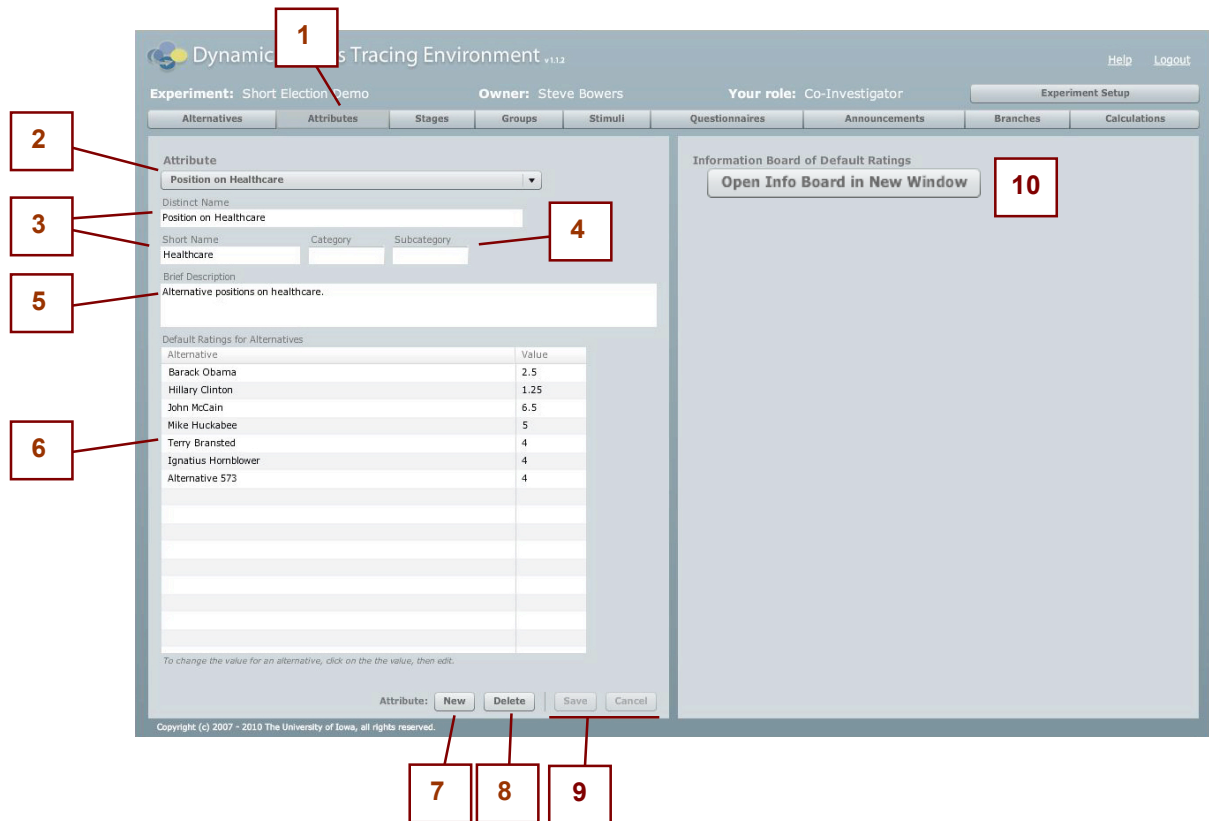 1
Dynamic s Tracing Environment v1.1.2
Help Logout
Experiment: Short Election Demo Owner: Steve Bowers Your role: Co-Investigator Experiment Setup
Alternatives Attributes Stages Groups Stimuli Questionnaires Announcements Branches Calculations
2
Attribute
Position on Healthcare
Information Board of Default Ratings
Open Info Board in New Window
10
3
Distinct Name
Position on Healthcare
4
Short Name Category Subcategory
Healthcare
5
Brief Description
Alternative positions on healthcare.
Default Ratings for Alternatives
Alternative Value
Barack Obama 2.5
Hillary Clinton 1.25
John McCain 6.5
Mike Huckabee 5
6
Terry Bransted 4
Ignatius Hornblower 4
Alternative 573 4
To change the value for an alternative, click on the the value, then edit.
Attribute: New Delete Save Cancel
Copyright (c) 2007 - 2010 The University of Iowa, all rights reserved.
7 8 9